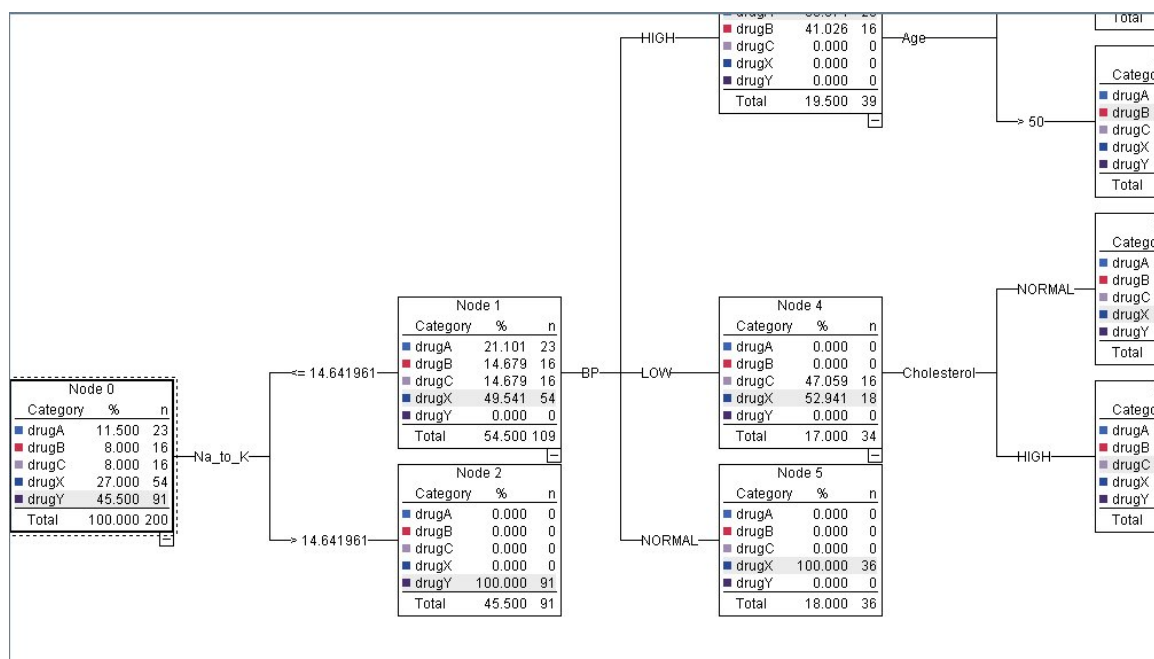 HIGH
drugB 41.026 16
drugC 0.000 0
drugX 0.000 0
drugY 0.000 0
Total 19.500 39
Age
> 50
Total
drugA
drugB
drugC
drugX
drugY
Total
Node 0
Category % n
drugA 11.500 23
drugB 8.000 16
drugC 8.000 16
drugX 27.000 54
drugY 45.500 91
Total 100.000 200
Na_to_K
<= 14.641961
> 14.641961
Node 1
Category % n
drugA 21.101 23
drugB 14.679 16
drugC 14.679 16
drugX 49.541 54
drugY 0.000 0
Total 54.500 109
Node 2
Category % n
drugA 0.000 0
drugB 0.000 0
drugC 0.000 0
drugX 0.000 0
drugY 100.000 91
Total 45.500 91
BP
LOW
NORMAL
Node 4
Category % n
drugA 0.000 0
drugB 0.000 0
drugC 47.059 16
drugX 52.941 18
drugY 0.000 0
Total 17.000 34
Node 5
Category % n
drugA 0.000 0
drugB 0.000 0
drugC 0.000 0
drugX 100.000 36
drugY 0.000 0
Total 18.000 36
Cholesterol
NORMAL
HIGH
drugA
drugB
drugC
drugX
drugY
Total
drugA
drugB
drugC
drugX
drugY
Total